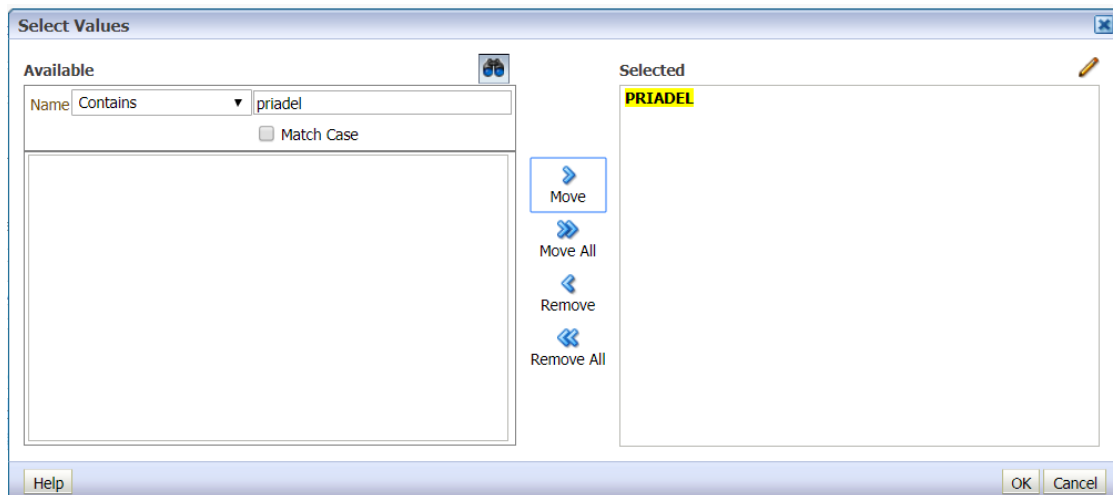 Select Values
Available
Name Contains priadel
Match Case
Move
Move All
Remove
Remove All
Selected
PRIADEL
Help
OK Cancel